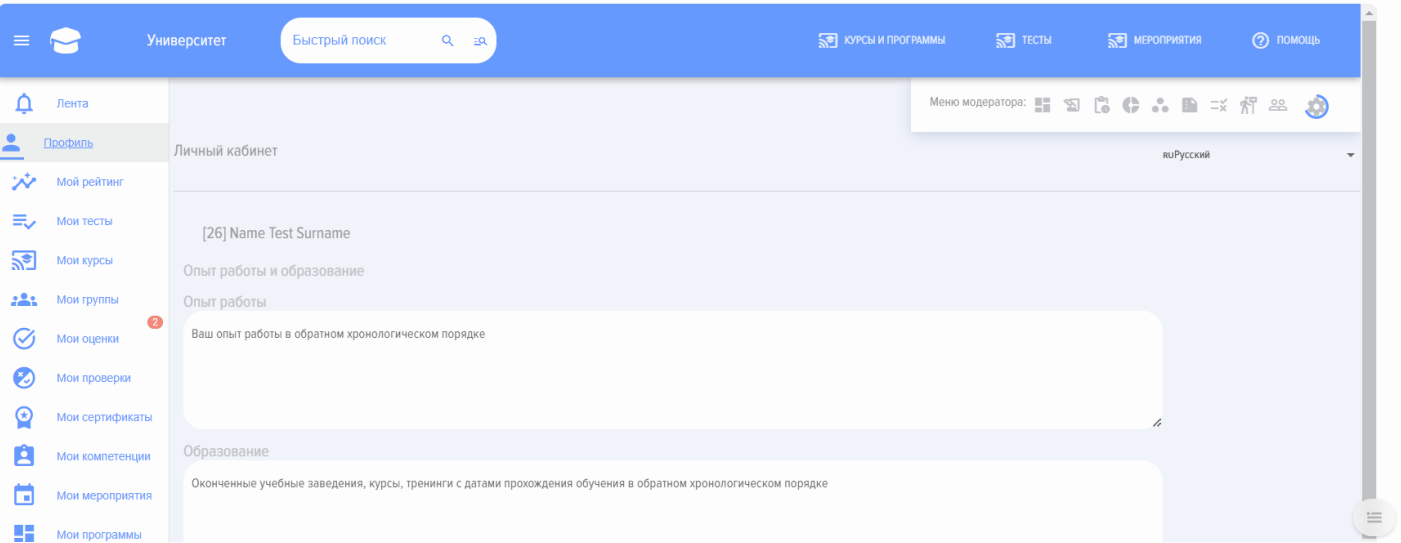 Университет
Быстрый поиск
КУРСЫ И ПРОГРАММЫ
ТЕСТЫ
МЕРОПРИЯТИЯ
ПОМОЩЬ
Меню модератора:
Лента
Профиль
Мой рейтинг
Мои тесты
Мои курсы
Мои группы
2
Мои оценки
Мои проверки
Мои сертификаты
Мои компетенции
Мои мероприятия
Мои программы
Личный кабинет
RUРусский
[26] Name Test Surname
Опыт работы и образование
Опыт работы
Ваш опыт работы в обратном хронологическом порядке
Образование
Оконченные учебные заведения, курсы, тренинги с датами прохождения обучения в обратном хронологическом порядке